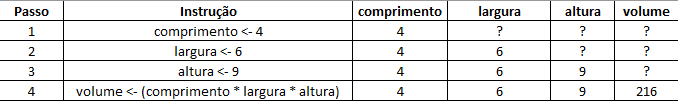 Passo Instrução comprimento largura altura volume
1 comprimento <- 4 4 ? ? ?
2 largura <- 6 4 6 ? ?
3 altura <- 9 4 6 9 ?
4 volume <- (comprimento * largura * altura) 4 6 9 216